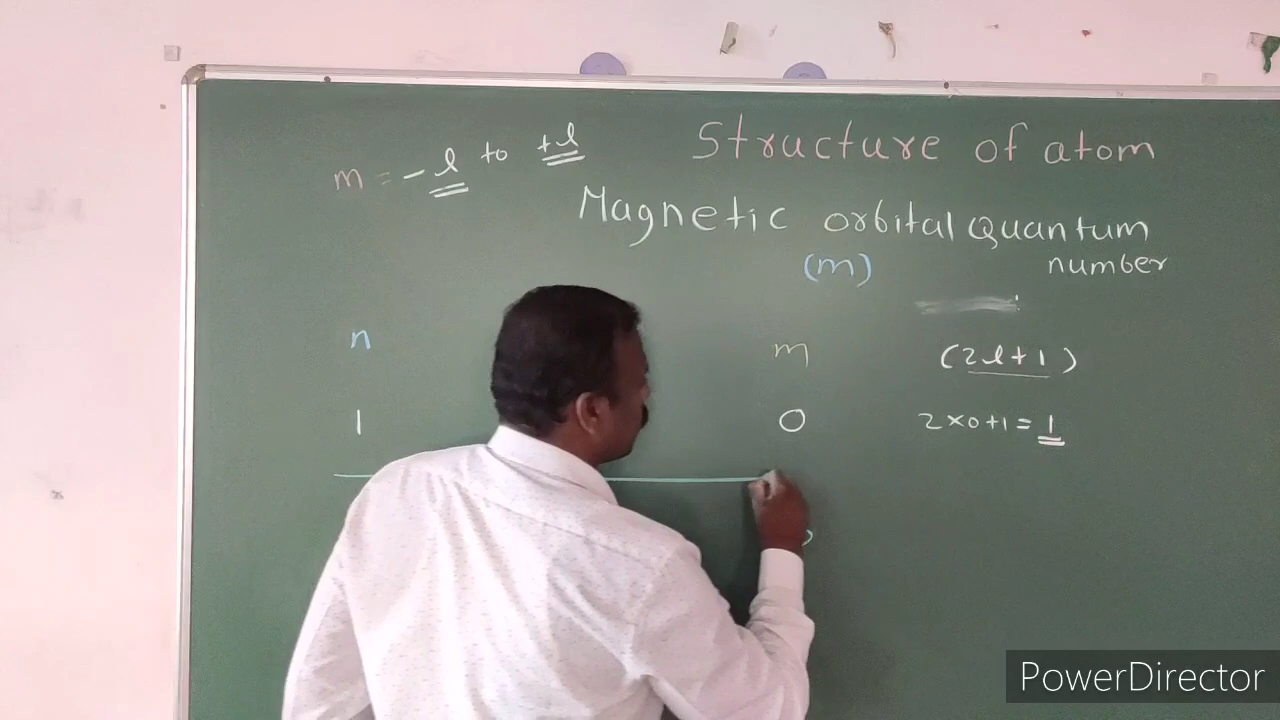 Structure of atom
m = -l to +l
Magnetic orbital Quantum
number
(m)
n m (2l+1)
1 0 2×0+1=1
PowerDirector